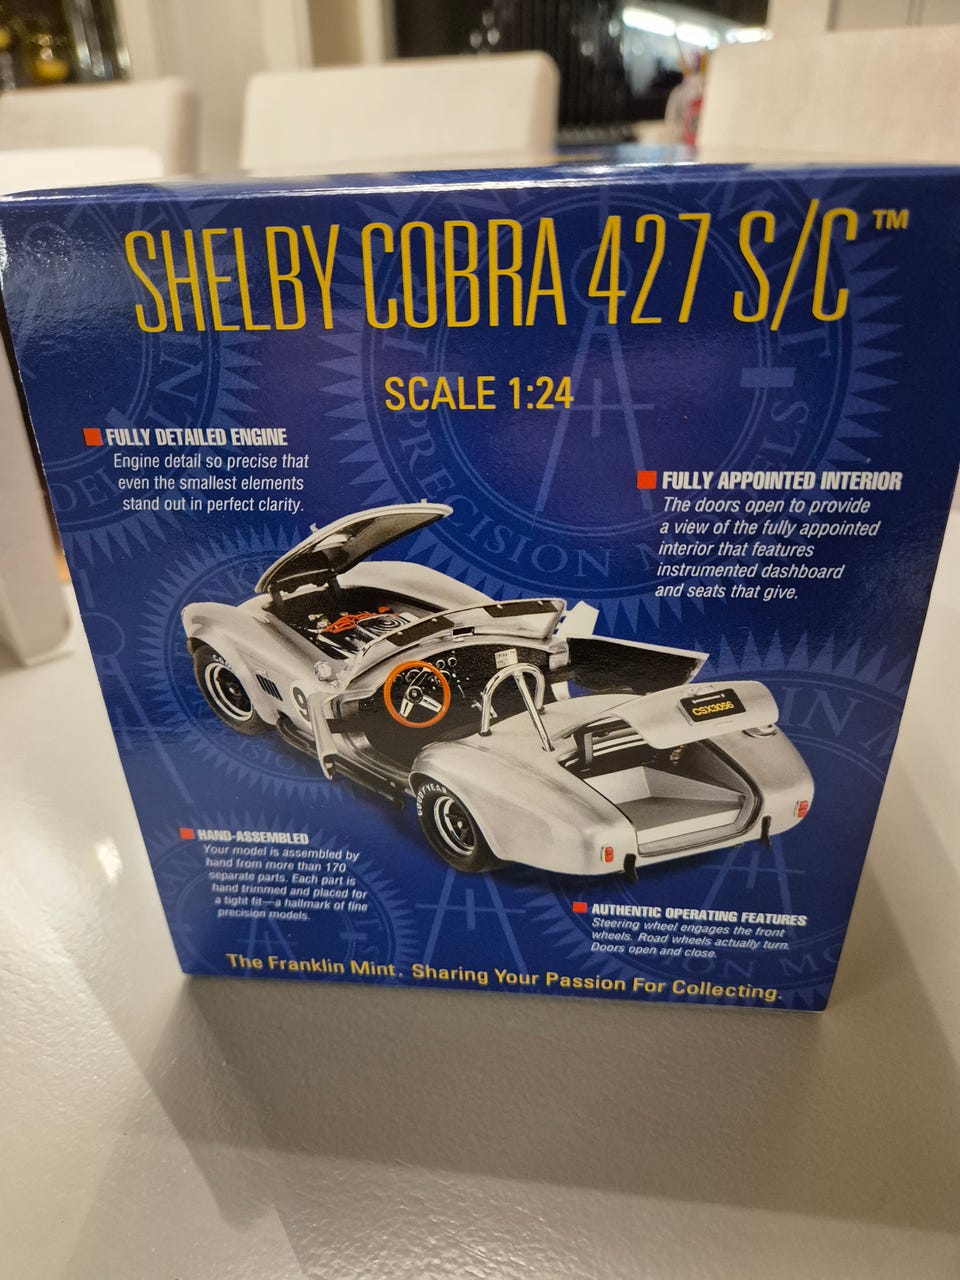 SHELBY COBRA 427 S/C™
SCALE 1:24
FULLY DETAILED ENGINE
Engine detail so precise that
even the smallest elements
stand out in perfect clarity.
FULLY APPOINTED INTERIOR
The doors open to provide
a view of the fully appointed
interior that features
instrumented dashboard
and seats that give.
9
CSX3056
GOODYEAR
HAND-ASSEMBLED
Your model is assembled by
hand from more than 170
separate parts. Each part is
hand trimmed and placed for
a tight fit—a hallmark of fine
precision models.
AUTHENTIC OPERATING FEATURES
Steering wheel engages the front
wheels. Road wheels actually turn.
Doors open and close.
The Franklin Mint. Sharing Your Passion For Collecting.
PRECISION